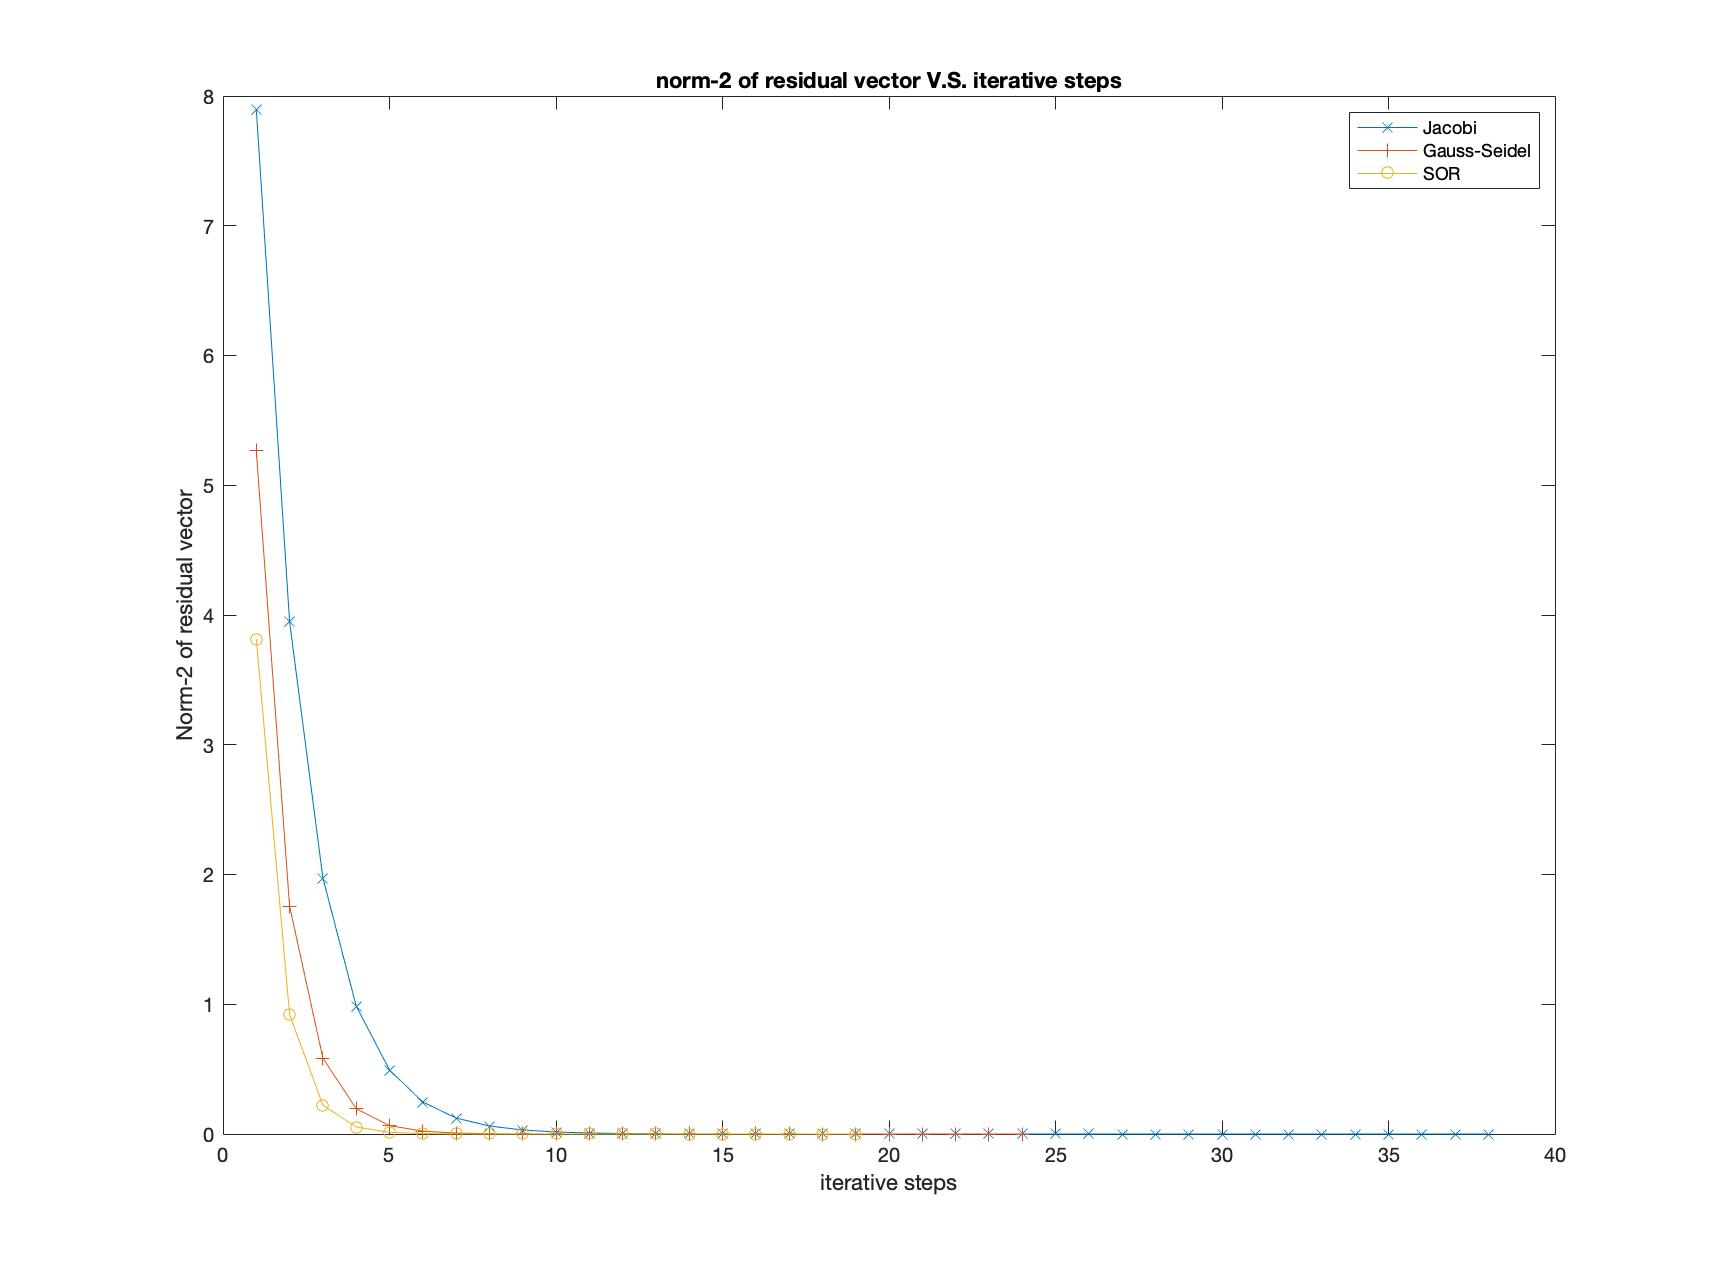 norm-2 of residual vector V.S. iterative steps
Jacobi
Gauss-Seidel
SOR
8
7
6
5
4
3
2
1
0
Norm-2 of residual vector
0 5 10 15 20 25 30 35 40
iterative steps